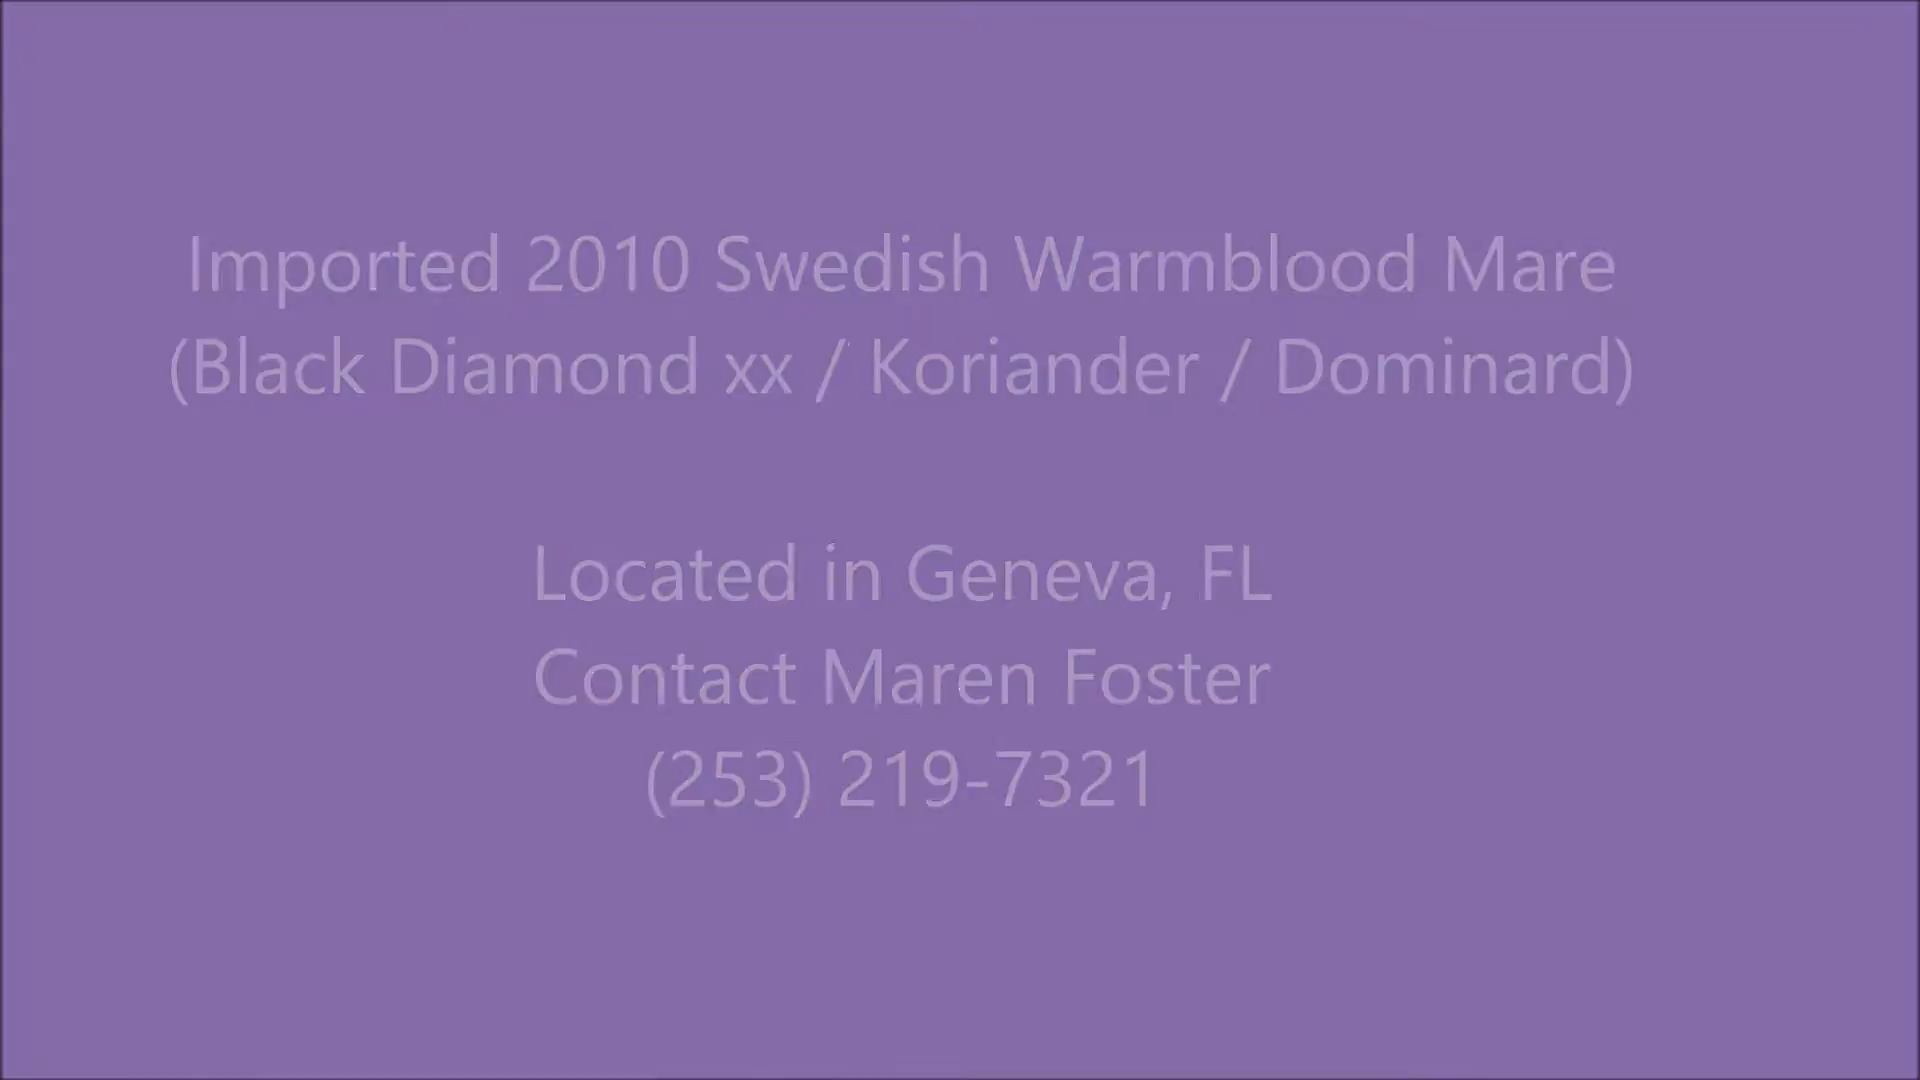 Imported 2010 Swedish Warmblood Mare
(Black Diamond xx / Koriander / Dominard)
Located in Geneva, FL
Contact Maren Foster
(253) 219-7321